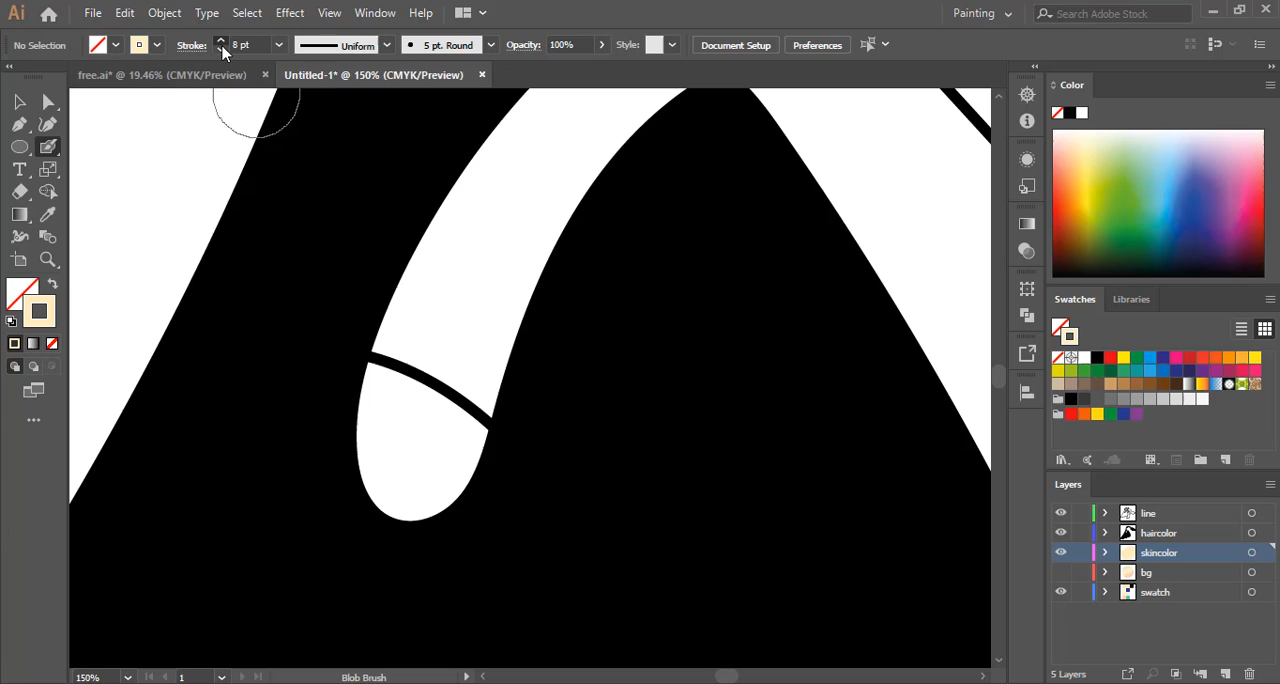 Ai File Edit Object Type Select Effect View Window Help Painting Search Adobe Stock
No Selection Stroke: 8 pt Uniform 5 pt. Round Opacity: 100% Style: Document Setup Preferences
free.ai* @ 19.46% (CMYK/Preview) × Untitled-1* @ 150% (CMYK/Preview) ×
Color
Swatches Libraries
Layers
line
haircolor
skincolor
bg
swatch
5 Layers
150% 1 Blob Brush